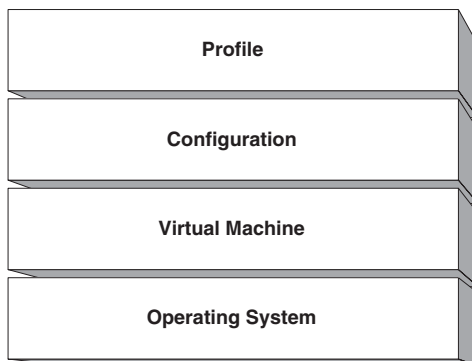 Profile
Configuration
Virtual Machine
Operating System